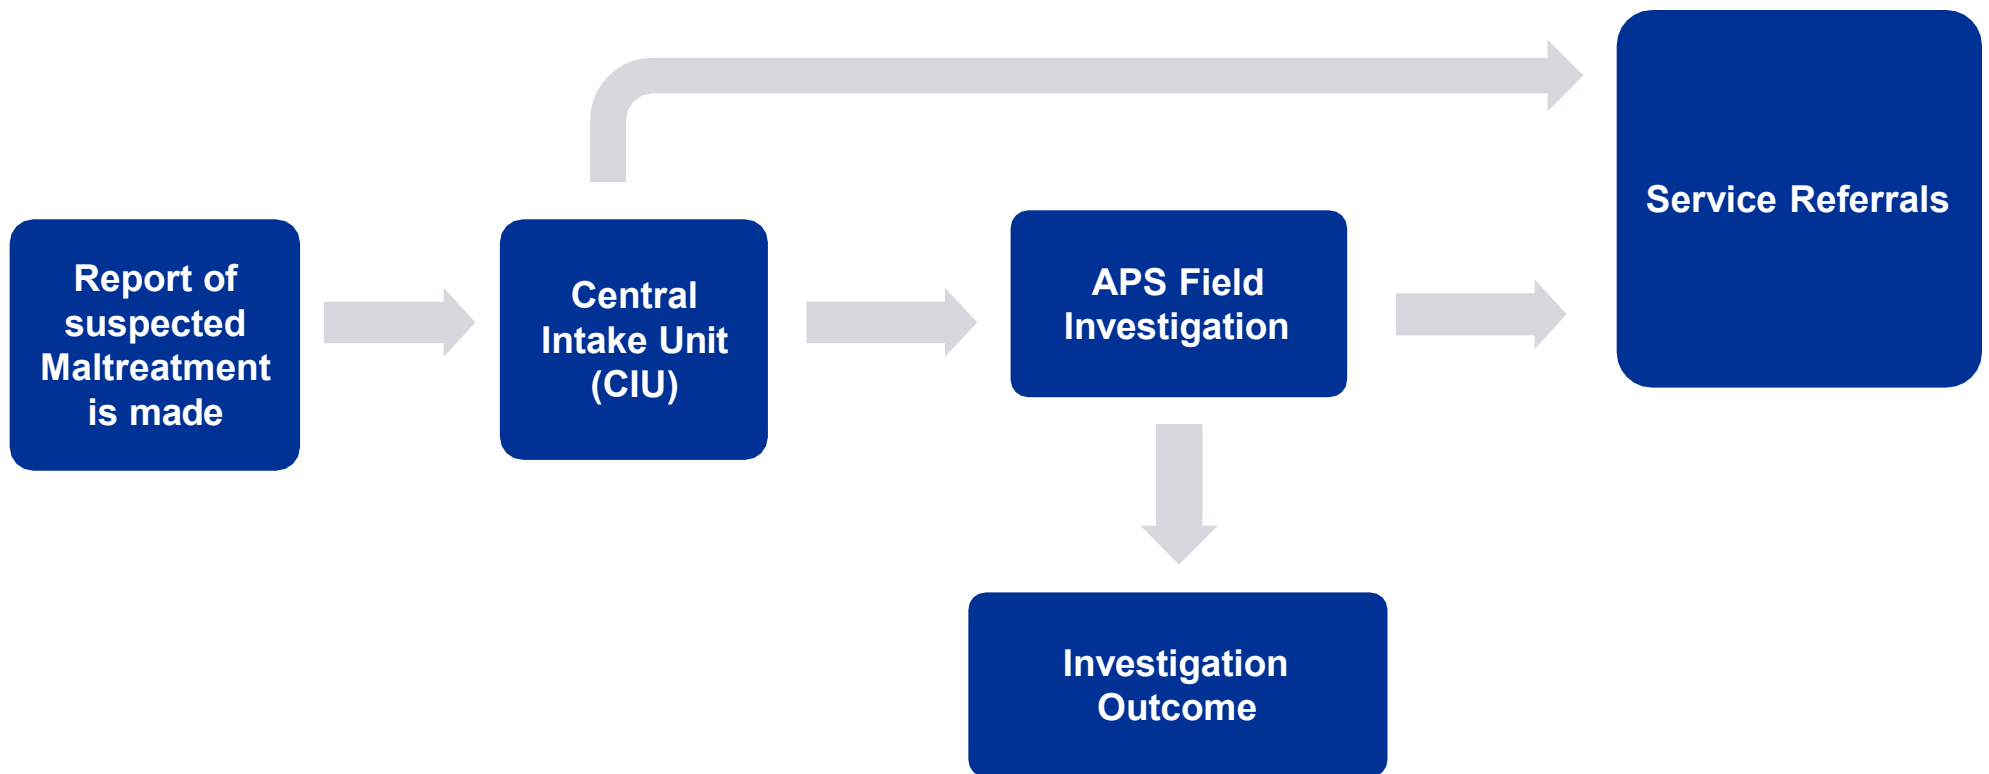 Report of
suspected
Maltreatment
is made
Central
Intake Unit
(CIU)
APS Field
Investigation
Service Referrals
Investigation
Outcome